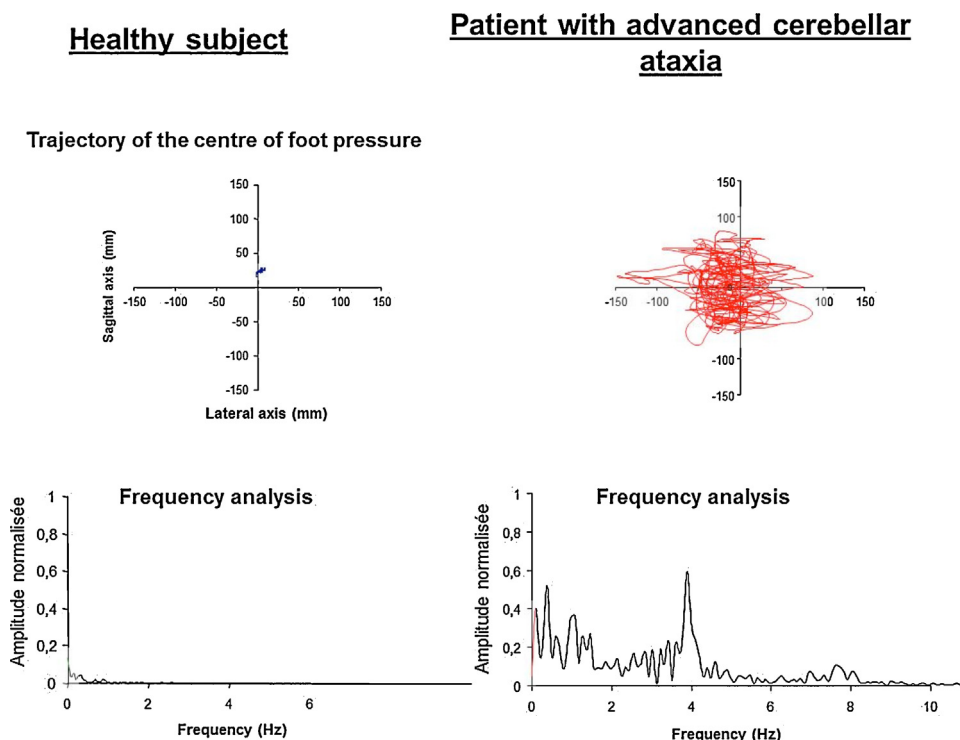 Healthy subject
Patient with advanced cerebellar
ataxia
Trajectory of the centre of foot pressure
150
100
50
-150 -100 -50 0 50 100 150
-50
-100
-150
Sagittal axis (mm)
Lateral axis (mm)
150
100
-150 -100 100 150
-100
-150
Frequency analysis
1
0,8
0,6
0,4
0,2
0
0 2 4 6
Amplitude normalisée
Frequency (Hz)
Frequency analysis
1
0,8
0,6
0,4
0,2
0
0 2 4 6 8 10
Amplitude normalisée
Frequency (Hz)